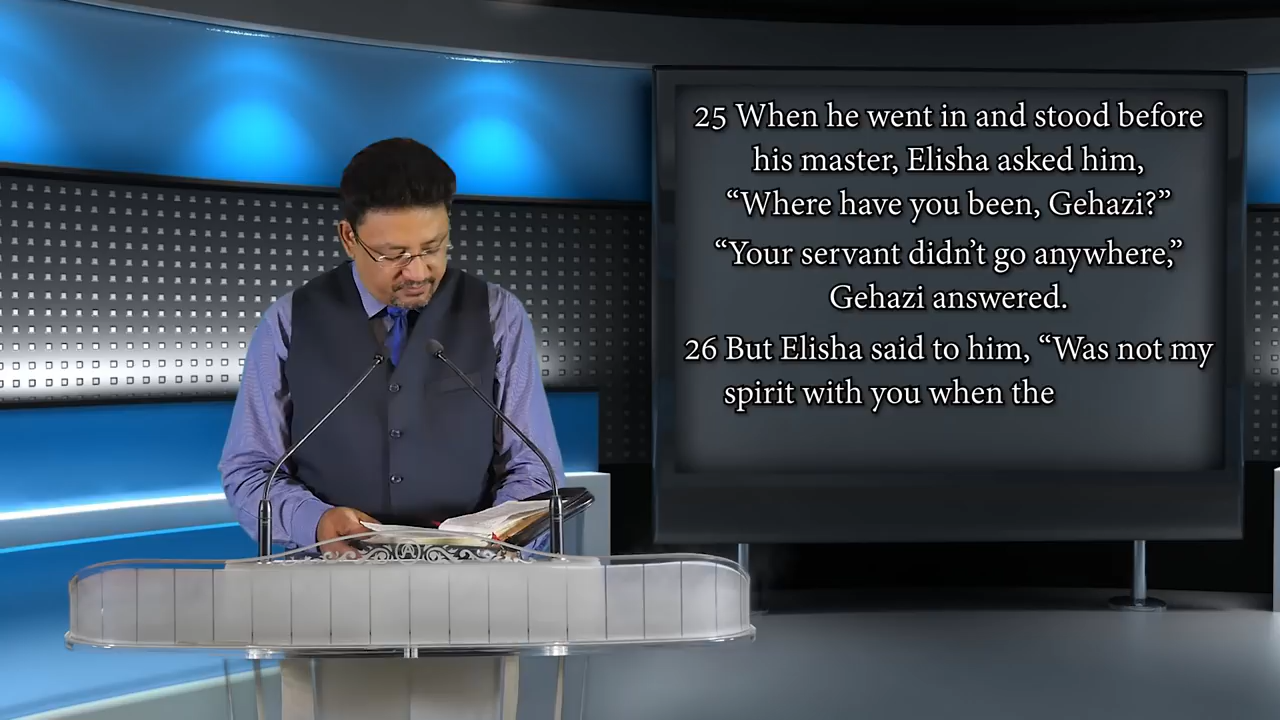 25 When he went in and stood before
his master, Elisha asked him,
“Where have you been, Gehazi?”
“Your servant didn’t go anywhere,”
Gehazi answered.
26 But Elisha said to him, “Was not my
spirit with you when the